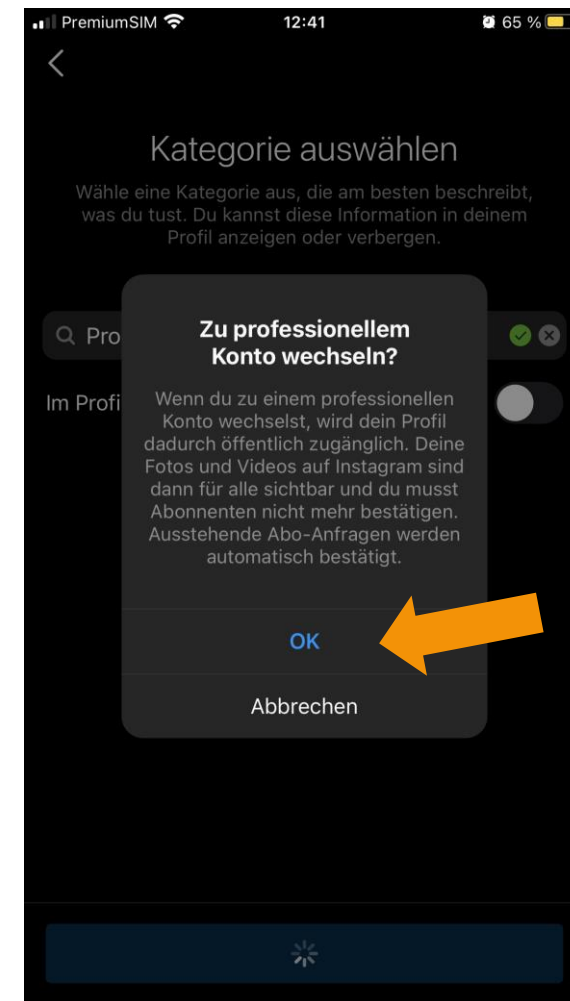 PremiumSIM 12:41 65 %
Kategorie auswählen
Wähle eine Kategorie aus, die am besten beschreibt,
was du tust. Du kannst diese Information in deinem
Profil anzeigen oder verbergen.
Pro
Im Profi
Zu professionellem
Konto wechseln?
Wenn du zu einem professionellen
Konto wechselst, wird dein Profil
dadurch öffentlich zugänglich. Deine
Fotos und Videos auf Instagram sind
dann für alle sichtbar und du musst
Abonnenten nicht mehr bestätigen.
Ausstehende Abo-Anfragen werden
automatisch bestätigt.
OK
Abbrechen